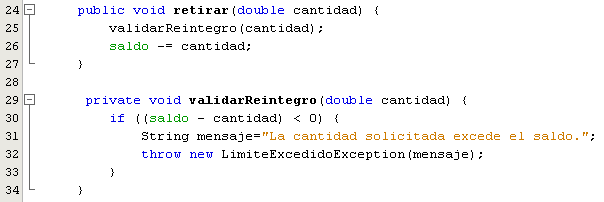 24 public void retirar(double cantidad) {
25 validarReintegro(cantidad);
26 saldo -= cantidad;
27 }
28
29 private void validarReintegro(double cantidad) {
30 if ((saldo - cantidad) < 0) {
31 String mensaje="La cantidad solicitada excede el saldo.";
32 throw new LimiteExcedidoException(mensaje);
33 }
34 }